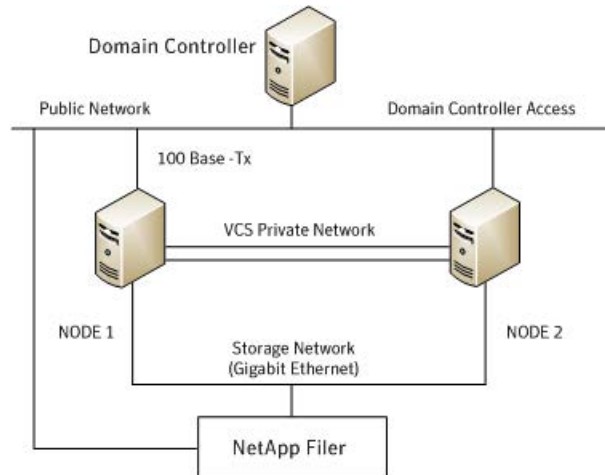 Domain Controller
Public Network
Domain Controller Access
100 Base -Tx
VCS Private Network
NODE 1
NODE 2
Storage Network
(Gigabit Ethernet)
NetApp Filer